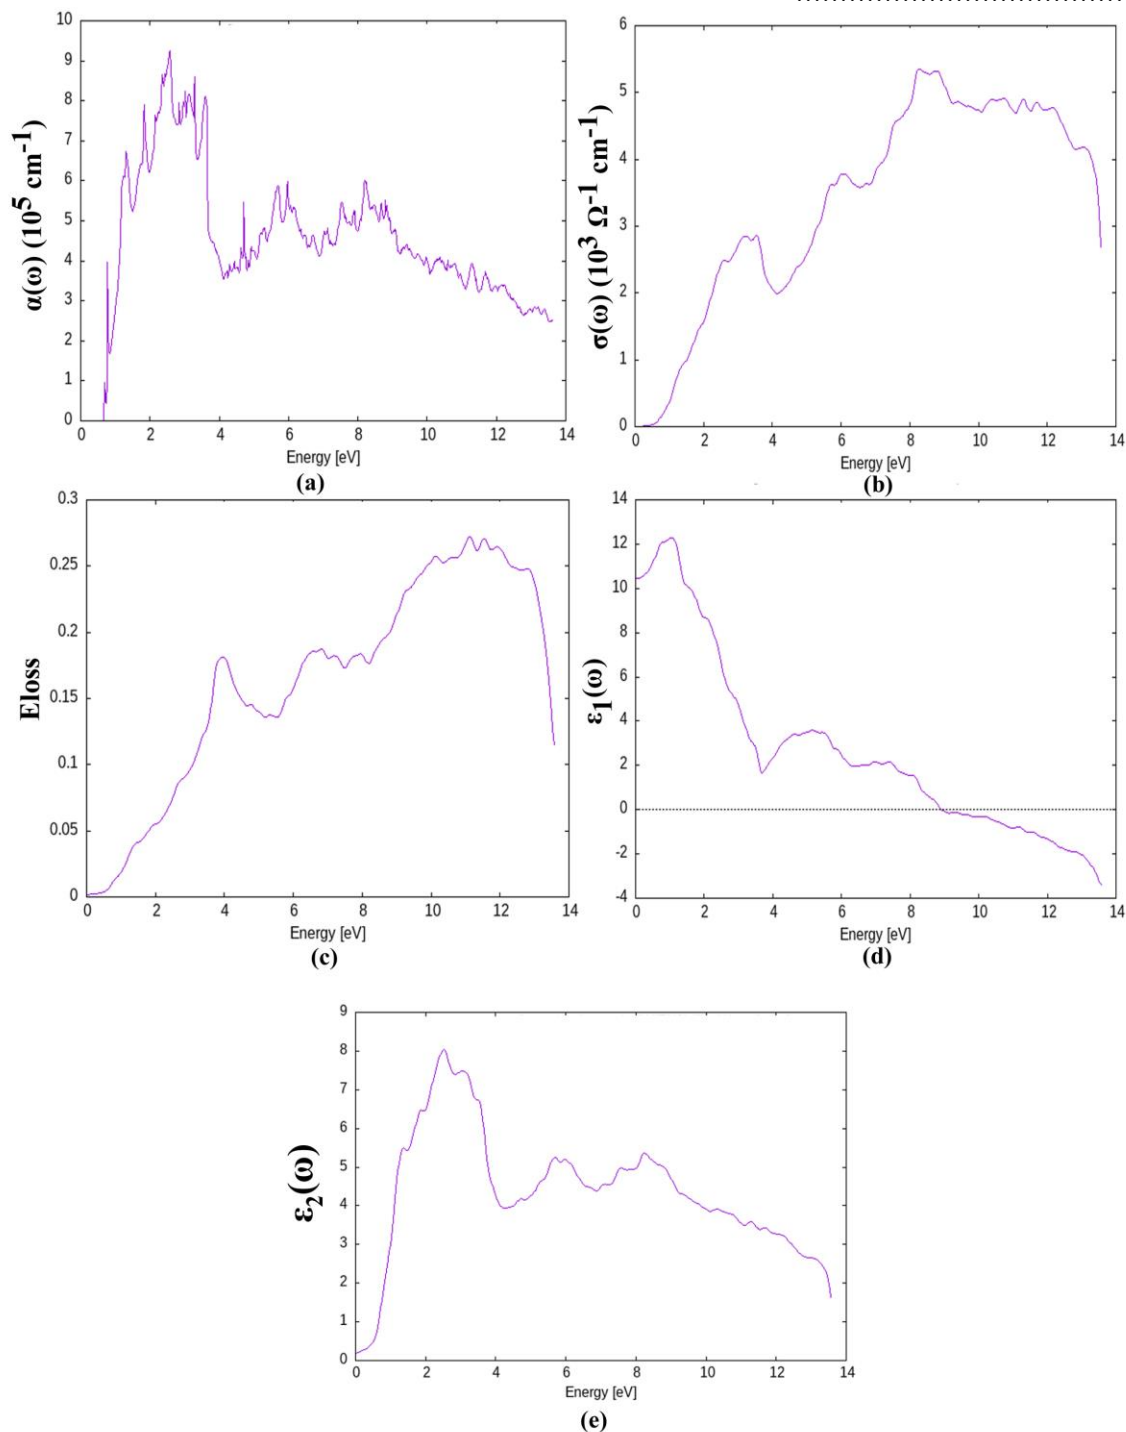 10
9
8
7
6
5
4
3
2
1
0
α(ω) (10⁵ cm⁻¹)
0 2 4 6 8 10 12 14
Energy [eV]
(a)
6
5
4
3
2
1
0
σ(ω) (10³ Ω⁻¹ cm⁻¹)
0 2 4 6 8 10 12 14
Energy [eV]
(b)
0.3
0.25
0.2
0.15
0.1
0.05
0
Eloss
0 2 4 6 8 10 12 14
Energy [eV]
(c)
14
12
10
8
6
4
2
0
-2
-4
ε₁(ω)
0 2 4 6 8 10 12 14
Energy [eV]
(d)
9
8
7
6
5
4
3
2
1
0
ε₂(ω)
0 2 4 6 8 10 12 14
Energy [eV]
(e)